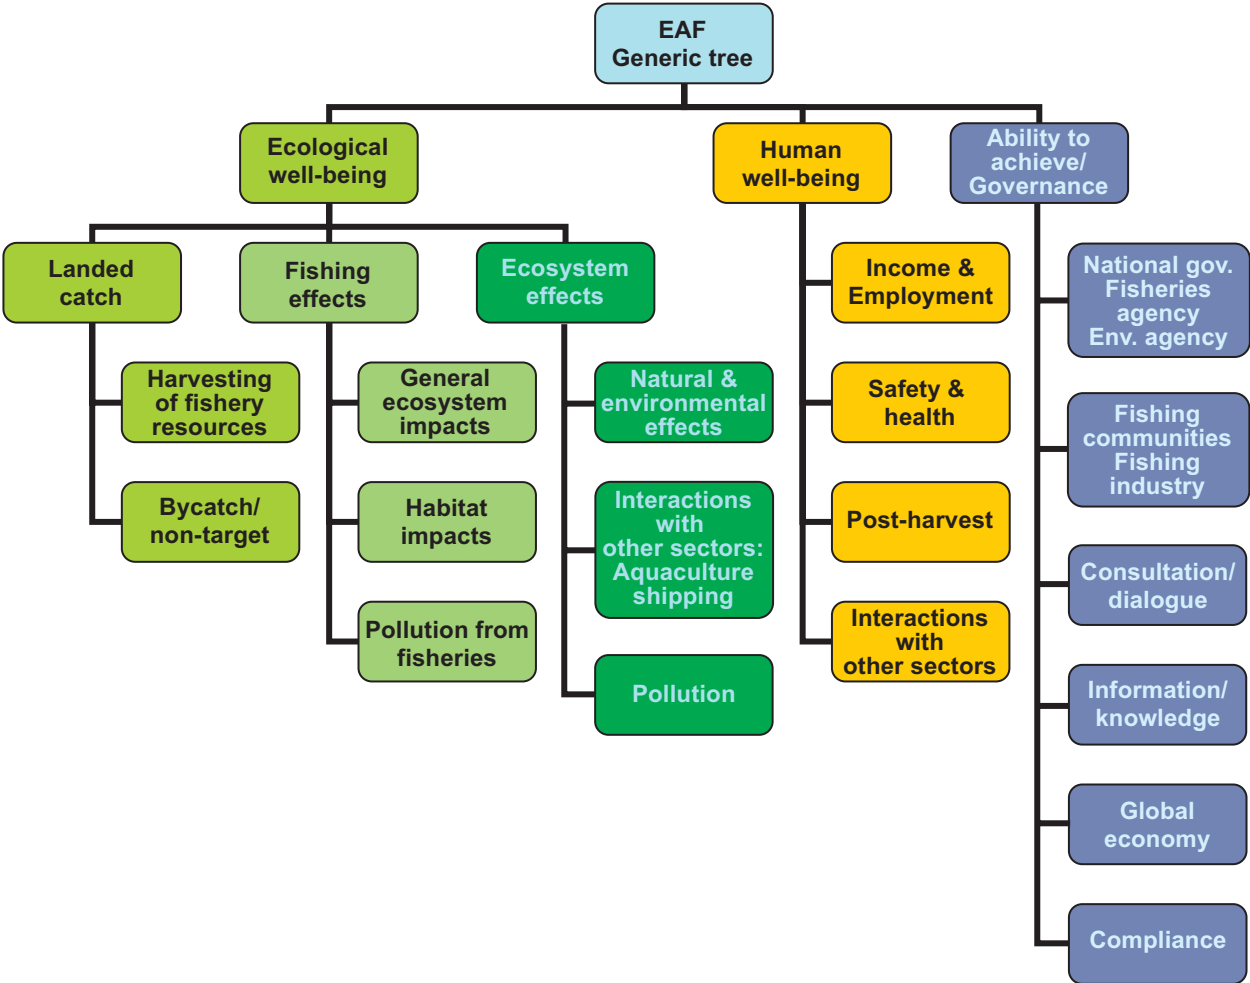 EAF
Generic tree
Ecological
well-being
Human
well-being
Ability to
achieve/
Governance
Landed
catch
Fishing
effects
Ecosystem
effects
Harvesting
of fishery
resources
Bycatch/
non-target
General
ecosystem
impacts
Habitat
impacts
Pollution from
fisheries
Natural &
environmental
effects
Interactions
with
other sectors:
Aquaculture
shipping
Pollution
Income &
Employment
Safety &
health
Post-harvest
Interactions
with
other sectors
National gov.
Fisheries
agency
Env. agency
Fishing
communities
Fishing
industry
Consultation/
dialogue
Information/
knowledge
Global
economy
Compliance